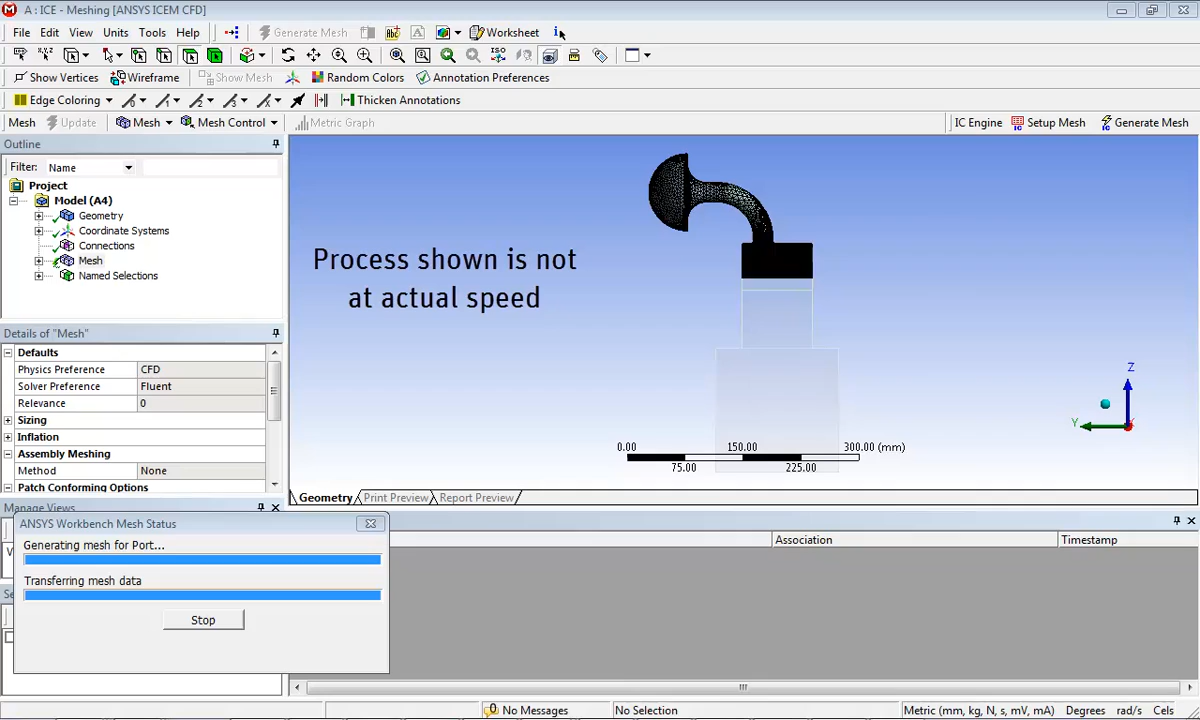 A : ICE - Meshing [ANSYS ICEM CFD]
File Edit View Units Tools Help Generate Mesh A Worksheet i
X,Y,Z ISO
Show Vertices Wireframe Show Mesh Random Colors Annotation Preferences
Edge Coloring Thicken Annotations
Mesh Update Mesh Mesh Control Metric Graph IC Engine Setup Mesh Generate Mesh
Outline
Filter: Name
Project
Model (A4)
Geometry
Coordinate Systems
Connections
Mesh
Named Selections
Process shown is not
at actual speed
Details of "Mesh"
Defaults
Physics Preference CFD
Solver Preference Fluent
Relevance 0
Sizing
Inflation
Assembly Meshing
Method None
Patch Conforming Options
Z
Y
0.00 150.00 300.00 (mm)
75.00 225.00
Geometry Print Preview Report Preview
Manage Views
ANSYS Workbench Mesh Status
Generating mesh for Port...
Transferring mesh data
Stop
Association Timestamp
0 No Messages No Selection Metric (mm, kg, N, s, mV, mA) Degrees rad/s Cels